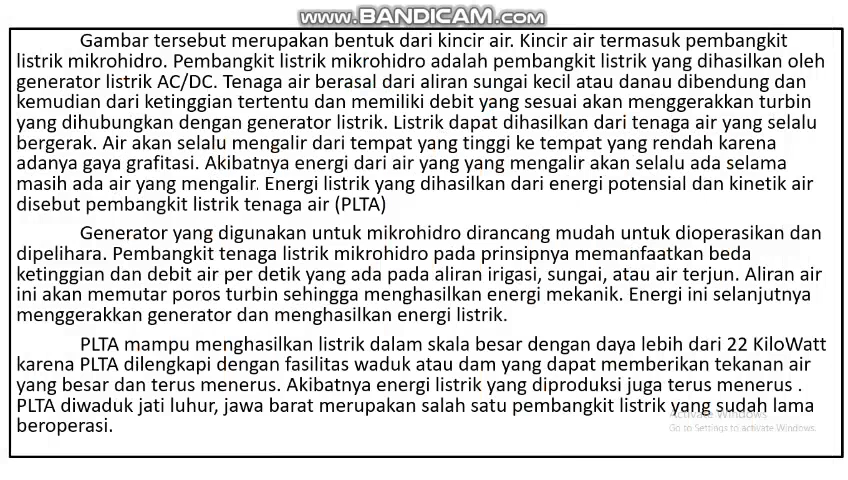 www.BANDICAM.com
Gambar tersebut merupakan bentuk dari kincir air. Kincir air termasuk pembangkit
listrik mikrohidro. Pembangkit listrik mikrohidro adalah pembangkit listrik yang dihasilkan oleh
generator listrik AC/DC. Tenaga air berasal dari aliran sungai kecil atau danau dibendung dan
kemudian dari ketinggian tertentu dan memiliki debit yang sesuai akan menggerakkan turbin
yang dihubungkan dengan generator listrik. Listrik dapat dihasilkan dari tenaga air yang selalu
bergerak. Air akan selalu mengalir dari tempat yang tinggi ke tempat yang rendah karena
adanya gaya grafitasi. Akibatnya energi dari air yang yang mengalir akan selalu ada selama
masih ada air yang mengalir. Energi listrik yang dihasilkan dari energi potensial dan kinetik air
disebut pembangkit listrik tenaga air (PLTA)
Generator yang digunakan untuk mikrohidro dirancang mudah untuk dioperasikan dan
dipelihara. Pembangkit tenaga listrik mikrohidro pada prinsipnya memanfaatkan beda
ketinggian dan debit air per detik yang ada pada aliran irigasi, sungai, atau air terjun. Aliran air
ini akan memutar poros turbin sehingga menghasilkan energi mekanik. Energi ini selanjutnya
menggerakkan generator dan menghasilkan energi listrik.
PLTA mampu menghasilkan listrik dalam skala besar dengan daya lebih dari 22 KiloWatt
karena PLTA dilengkapi dengan fasilitas waduk atau dam yang dapat memberikan tekanan air
yang besar dan terus menerus. Akibatnya energi listrik yang diproduksi juga terus menerus .
PLTA diwaduk jati luhur, jawa barat merupakan salah satu pembangkit listrik yang sudah lama
beroperasi.
Activate Windows
Go to Settings to activate Windows.